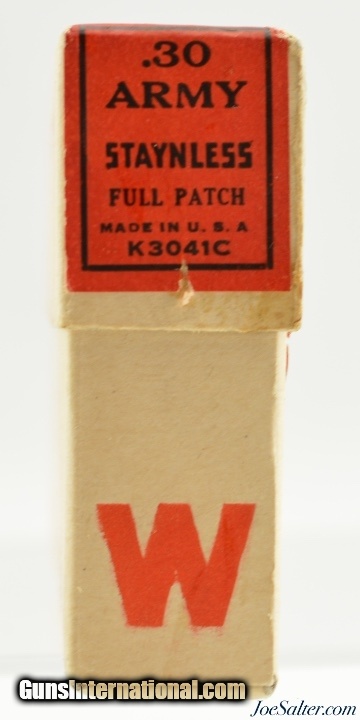 .30
ARMY
STAYNLESS
FULL PATCH
MADE IN U. S. A
K3041C
W
GunsInternational.com
JoeSalter.com